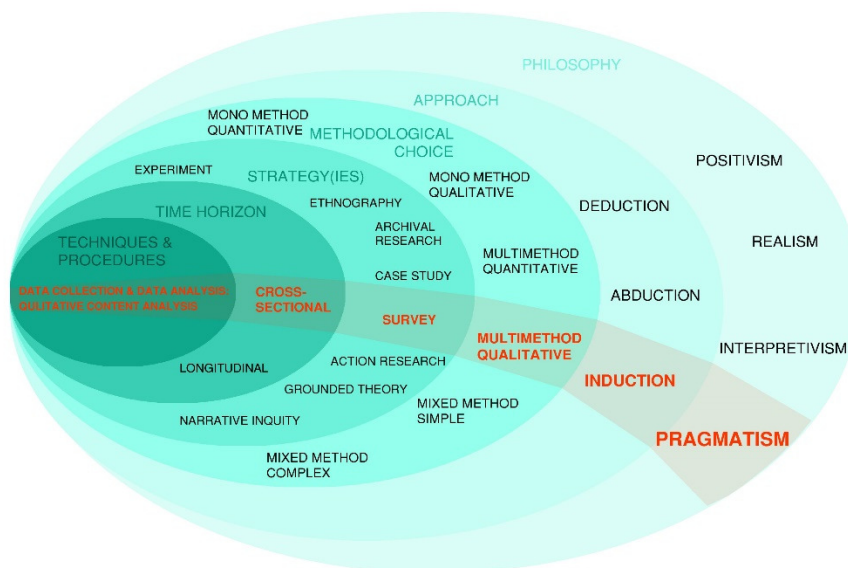 PHILOSOPHY
APPROACH
MONO METHOD
QUANTITATIVE
METHODOLOGICAL
CHOICE
POSITIVISM
EXPERIMENT
STRATEGY(IES)
MONO METHOD
QUALITATIVE
ETHNOGRAPHY
DEDUCTION
TIME HORIZON
ARCHIVAL
RESEARCH
REALISM
TECHNIQUES &
PROCEDURES
MULTIMETHOD
QUANTITATIVE
CASE STUDY
DATA COLLECTION & DATA ANALYSIS:
QULITATIVE CONTENT ANALYSIS
CROSS-
SECTIONAL
ABDUCTION
SURVEY
MULTIMETHOD
QUALITATIVE
INTERPRETIVISM
LONGITUDINAL
ACTION RESEARCH
INDUCTION
GROUNDED THEORY
MIXED METHOD
SIMPLE
NARRATIVE INQUITY
PRAGMATISM
MIXED METHOD
COMPLEX